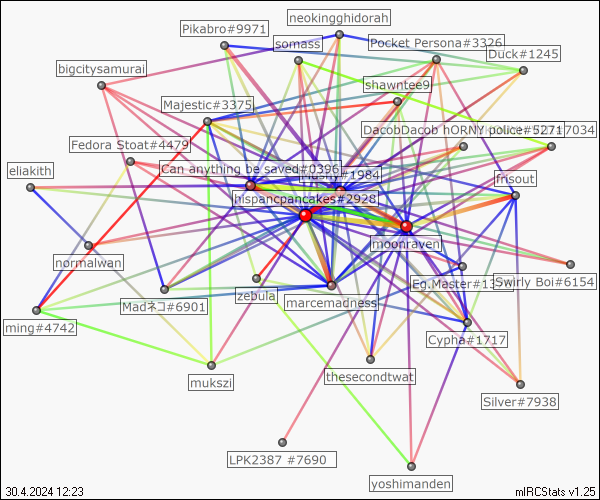 neokingghidorah
Pikabro#9971
somass
Pocket Persona#3326
Duck#1245
bigcitysamurai
shawntee9
Majestic#3375
DacobDacob hORNY police#5271
7034
Fedora Stoat#4479
Can anything be saved#0396
#1984
eliakith
frisout
hispancpancakes#2928
moonraven
normalwan
Eg.Master#13
Swirly Boi#6154
zebula
marcemadness
Madネコ#6901
ming#4742
Cypha#1717
thesecondtwat
mukszi
Silver#7938
LPK2387 #7690
yoshimanden
30.4.2024 12:23
mIRCStats v1.25